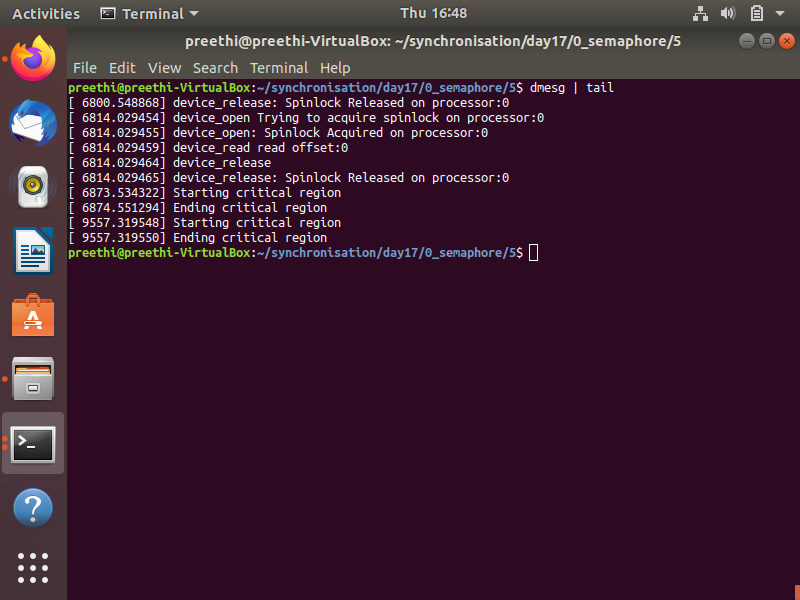 Activities Terminal Thu 16:48
preethi@preethi-VirtualBox: ~/synchronisation/day17/0_semaphore/5
File Edit View Search Terminal Help
preethi@preethi-VirtualBox:~/synchronisation/day17/0_semaphore/5$ dmesg | tail
[ 6800.548868] device_release: Spinlock Released on processor:0
[ 6814.029454] device_open Trying to acquire spinlock on processor:0
[ 6814.029455] device_open: Spinlock Acquired on processor:0
[ 6814.029459] device_read read offset:0
[ 6814.029464] device_release
[ 6814.029465] device_release: Spinlock Released on processor:0
[ 6873.534322] Starting critical region
[ 6874.551294] Ending critical region
[ 9557.319548] Starting critical region
[ 9557.319550] Ending critical region
preethi@preethi-VirtualBox:~/synchronisation/day17/0_semaphore/5$